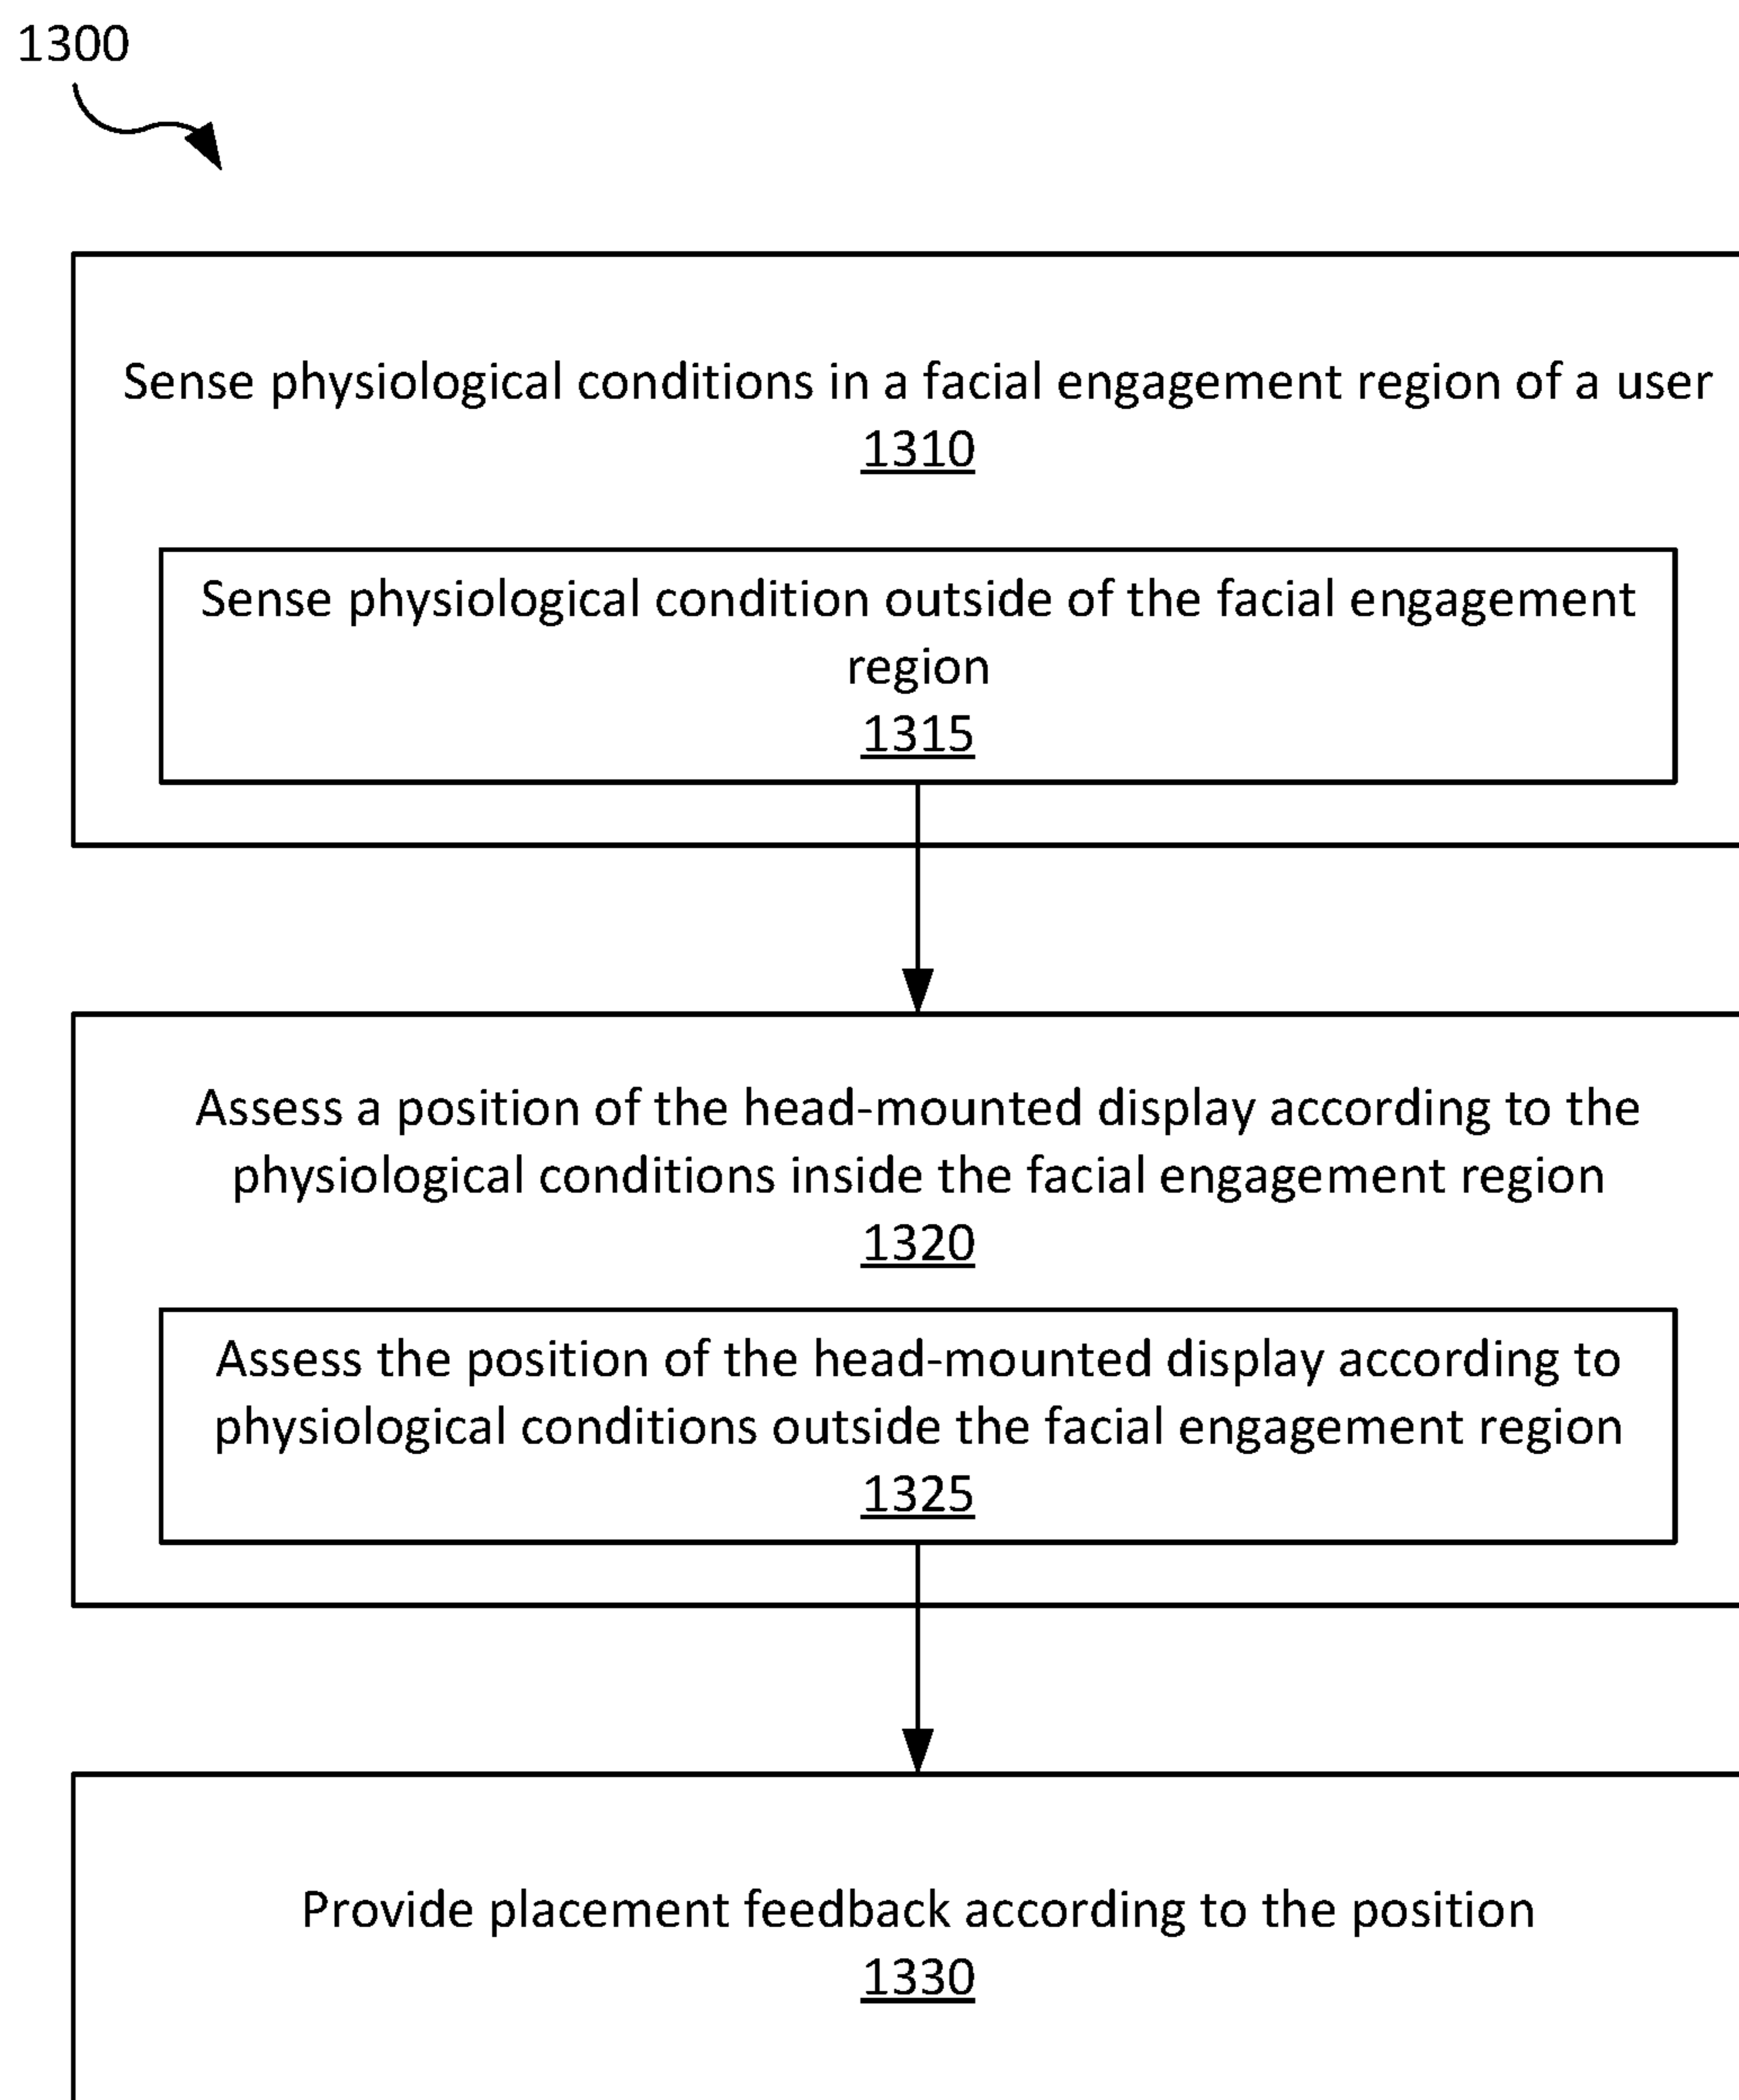 1300
Sense physiological conditions in a facial engagement region of a user
1310
Sense physiological condition outside of the facial engagement
region
1315
Assess a position of the head-mounted display according to the
physiological conditions inside the facial engagement region
1320
Assess the position of the head-mounted display according to
physiological conditions outside the facial engagement region
1325
Provide placement feedback according to the position
1330